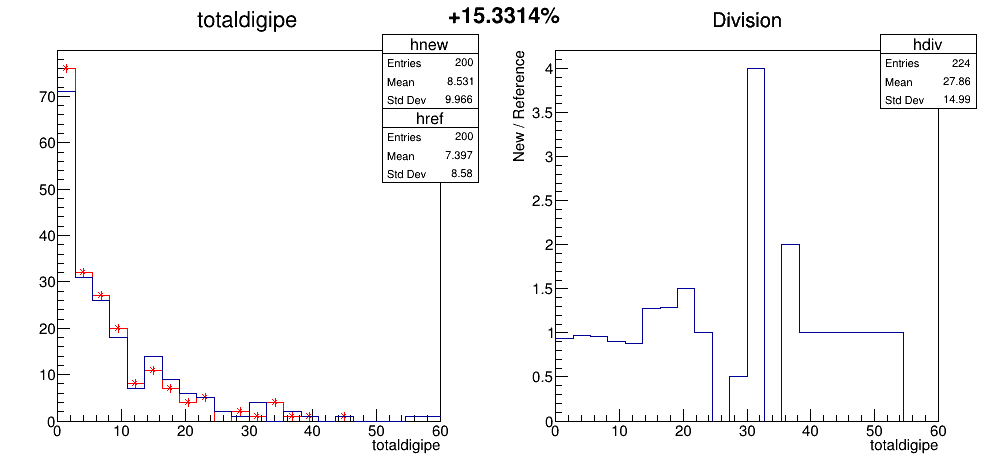 +15.3314%
totaldigipe
hnew
Entries 200
Mean 8.531
Std Dev 9.966
href
Entries 200
Mean 7.397
Std Dev 8.58
70
60
50
40
30
20
10
0
0 10 20 30 40 50 60
totaldigipe
Division
hdiv
Entries 224
Mean 27.86
Std Dev 14.99
New / Reference
4
3.5
3
2.5
2
1.5
1
0.5
0
0 10 20 30 40 50 60
totaldigipe